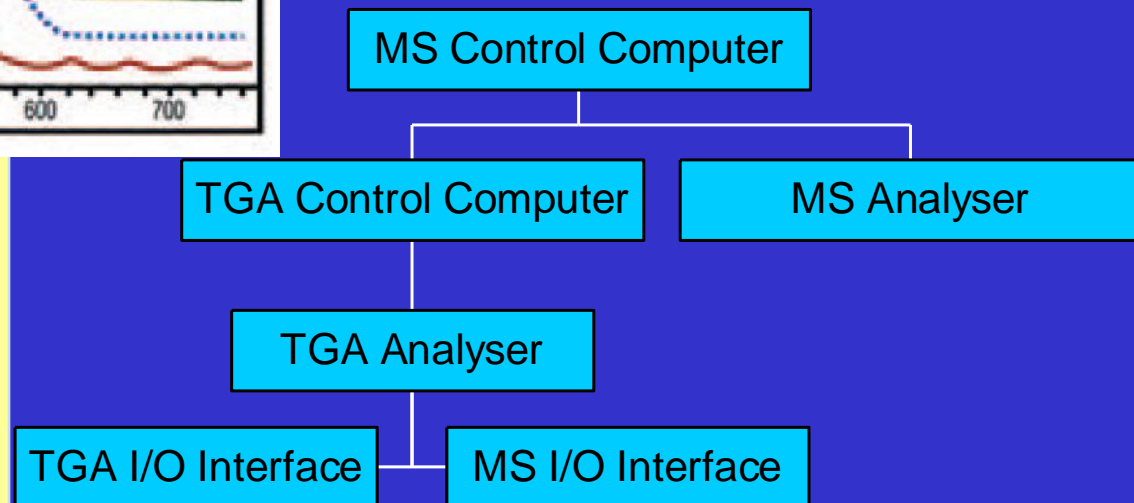 MS Control Computer
600 700
TGA Control Computer MS Analyser
TGA Analyser
TGA I/O Interface MS I/O Interface